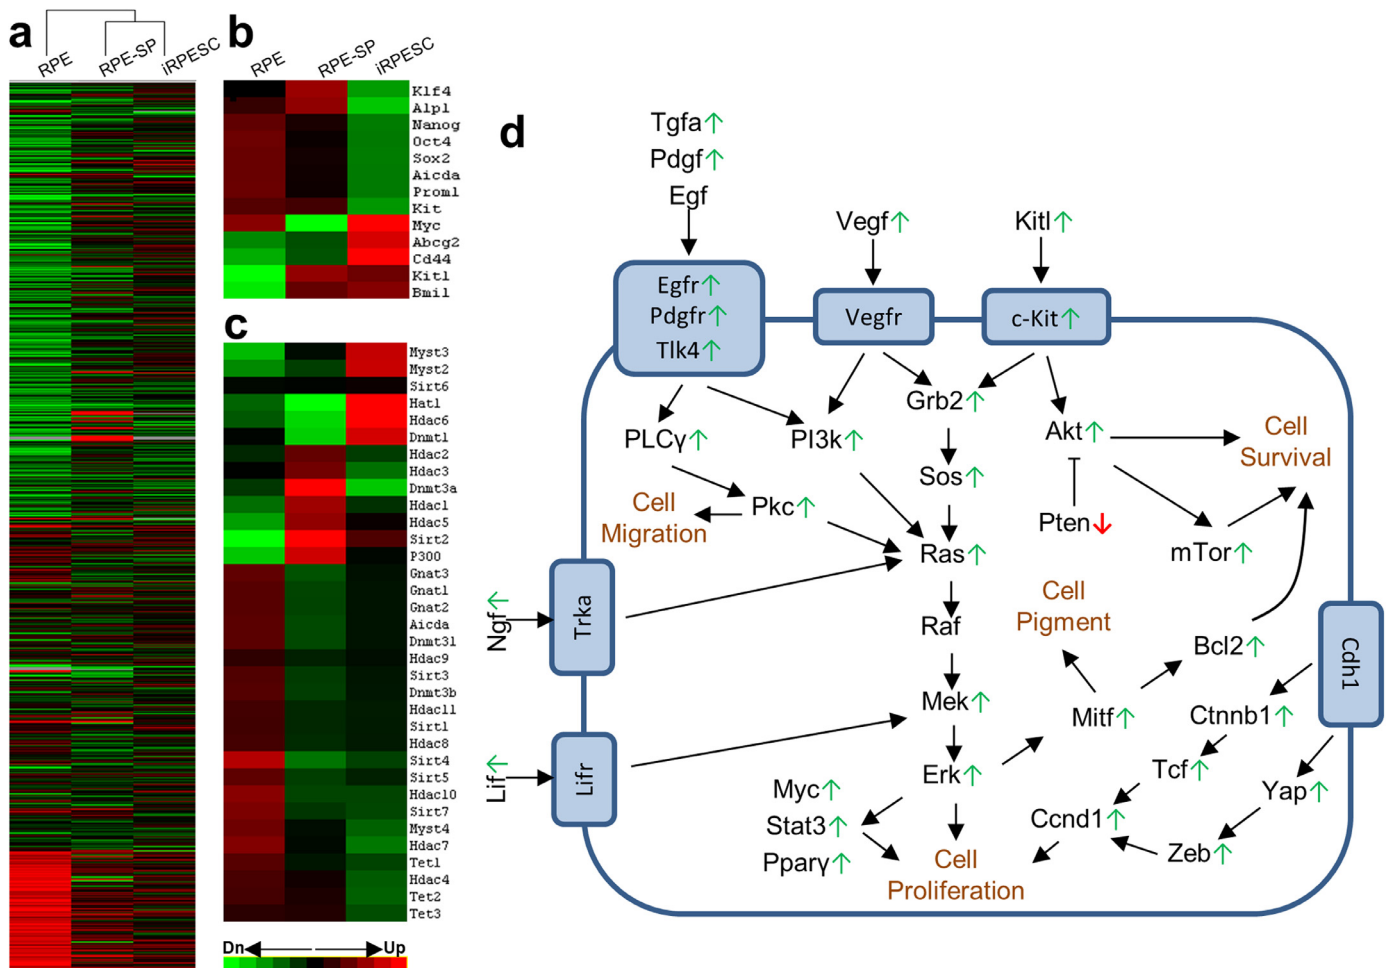 a
RPE
RPE-SP
iRPESC
b
RPE
RPE-SP
iRPESC
Klf4
Alpl
Nanog
Oct4
Sox2
Aicda
Prom1
Kit
Myc
Abcg2
Cd44
Kitl
Bmi1
c
Myst3
Myst2
Sirt6
Hat1
Hdac6
Dnmt1
Hdac2
Hdac3
Dnmt3a
Hdac1
Hdac5
Sirt2
P300
Gnat3
Gnat1
Gnat2
Aicda
Dnmt3l
Hdac9
Sirt3
Dnmt3b
Hdac11
Sirt1
Hdac8
Sirt4
Sirt5
Hdac10
Sirt7
Myst4
Hdac7
Tet1
Hdac4
Tet2
Tet3
Dn Up
d
Tgfa↑
Pdgf↑
Egf
Vegf↑
Kitl↑
Egfr↑
Pdgfr↑
Tlk4↑
Vegfr
c-Kit↑
Grb2↑
PLCγ↑
PI3k↑
Akt↑
Cell
Survival
Sos↑
Cell
Migration
Pkc↑
Pten↓
mTor↑
Ras↑
Ngf↑
Trka
Raf
Cell
Pigment
Bcl2↑
Cdh1
Mek↑
Mitf↑
Ctnnb1↑
Lif↑
Lifr
Erk↑
Tcf↑
Yap↑
Myc↑
Stat3↑
Pparγ↑
Ccnd1↑
Zeb↑
Cell
Proliferation